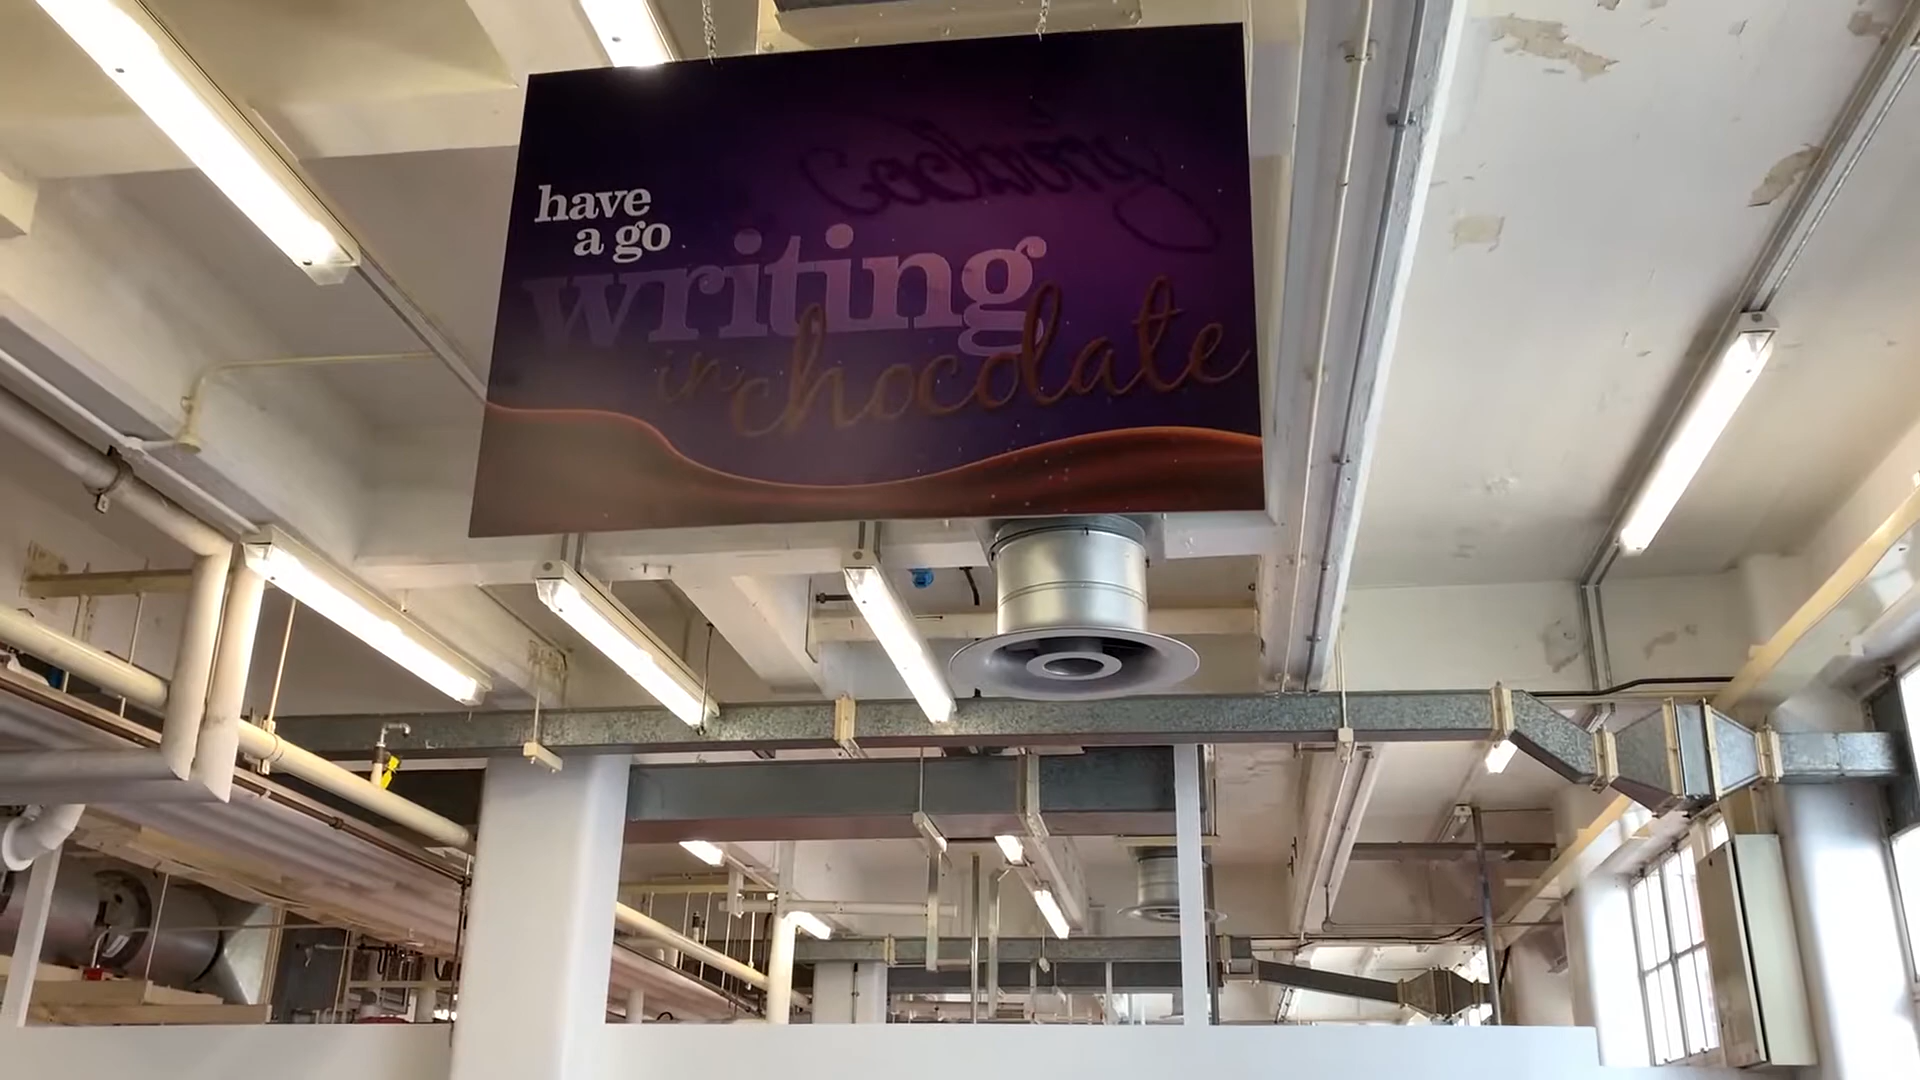 have
a go
writing
in chocolate